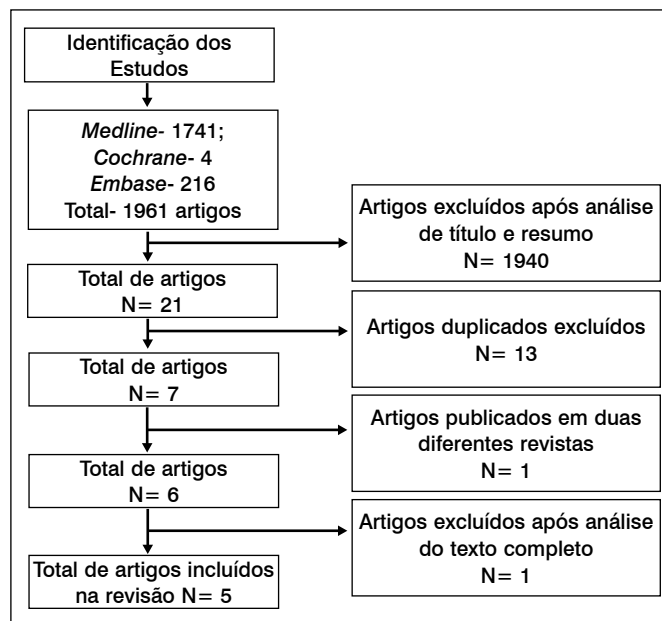 Identificação dos
Estudos
Medline- 1741;
Cochrane- 4
Embase- 216
Total- 1961 artigos
Artigos excluídos após análise
de título e resumo
N= 1940
Total de artigos
N= 21
Artigos duplicados excluídos
N= 13
Total de artigos
N= 7
Artigos publicados em duas
diferentes revistas
N= 1
Total de artigos
N= 6
Artigos excluídos após análise
do texto completo
N= 1
Total de artigos incluídos
na revisão N= 5